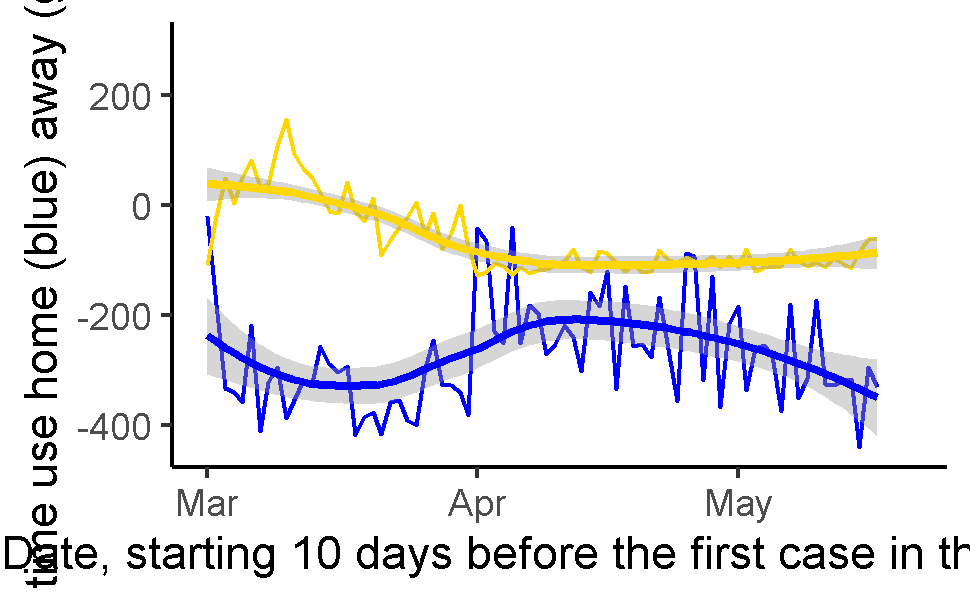 time use home (blue) away (
200
0
-200
-400
Mar Apr May
Date, starting 10 days before the first case in th